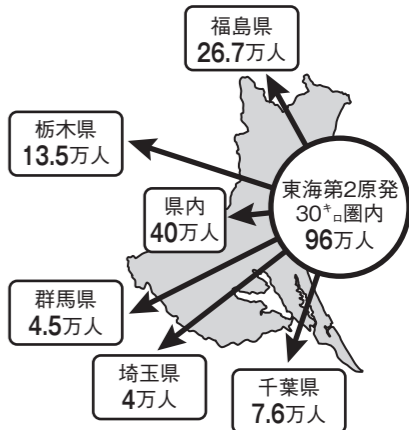 福島県
26.7万人
栃木県
13.5万人
東海第2原発
30㌔圏内
96万人
県内
40万人
群馬県
4.5万人
埼玉県
4万人
千葉県
7.6万人